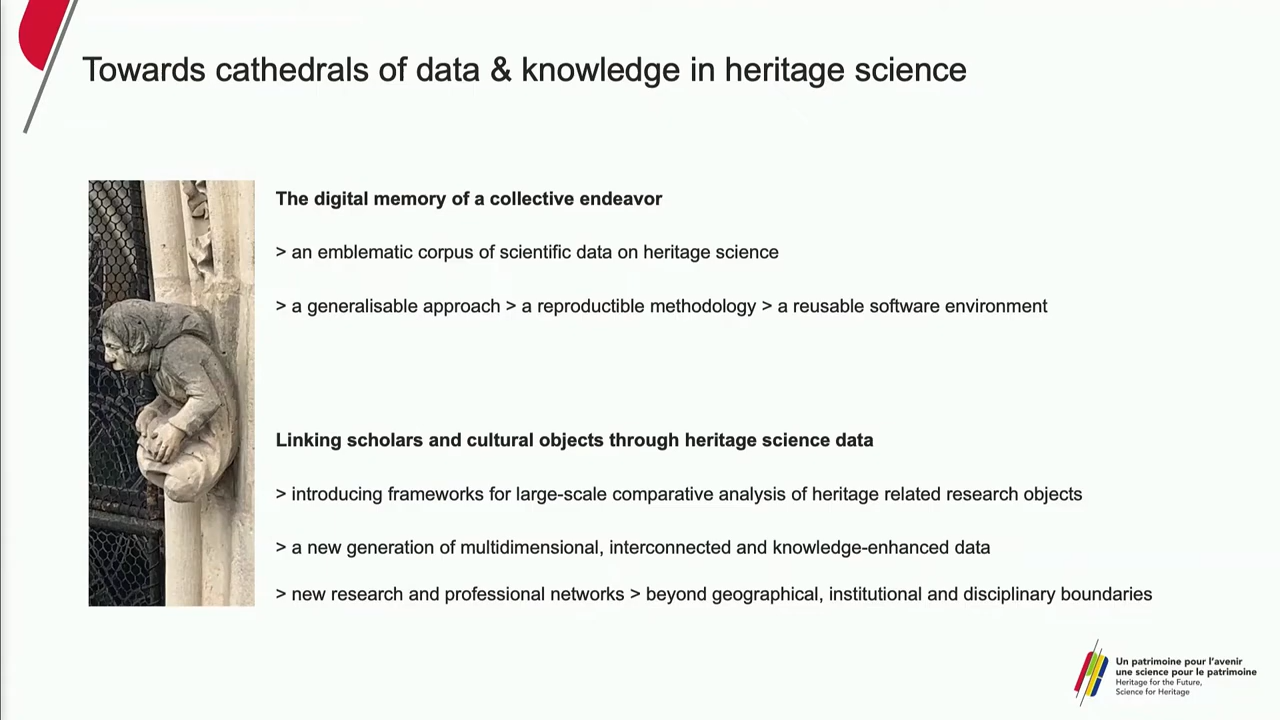 Towards cathedrals of data & knowledge in heritage science
The digital memory of a collective endeavor
> an emblematic corpus of scientific data on heritage science
> a generalisable approach > a reproductible methodology > a reusable software environment
Linking scholars and cultural objects through heritage science data
> introducing frameworks for large-scale comparative analysis of heritage related research objects
> a new generation of multidimensional, interconnected and knowledge-enhanced data
> new research and professional networks > beyond geographical, institutional and disciplinary boundaries
Un patrimoine pour l'avenir
une science pour le patrimoine
Heritage for the Future,
Science for Heritage